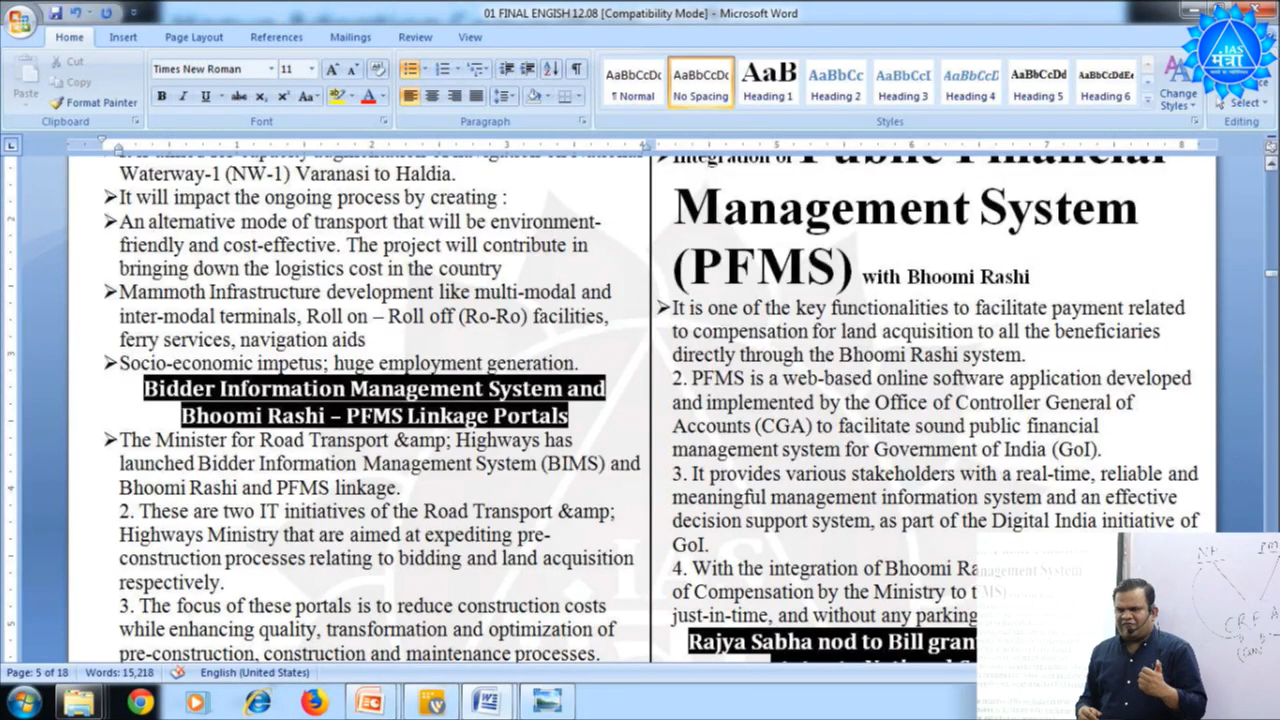 01 FINAL ENGISH 12.08 [Compatibility Mode] - Microsoft Word
Home Insert Page Layout References Mailings Review View
Cut
Copy
Paste
Format Painter
Clipboard
Times New Roman 11
Font
Paragraph
AaBbCcDc AaBbCcDc AaB AaBbCc AaBbCcI AaBbCcD AaBbCcDd AaBbCcDdEe
¶ Normal No Spacing Heading 1 Heading 2 Heading 3 Heading 4 Heading 5 Heading 6
Styles
Change
Styles
Select
Editing
IAS
मंत्रा
Waterway-1 (NW-1) Varanasi to Haldia.
It will impact the ongoing process by creating :
An alternative mode of transport that will be environment-
friendly and cost-effective. The project will contribute in
bringing down the logistics cost in the country
Mammoth Infrastructure development like multi-modal and
inter-modal terminals, Roll on – Roll off (Ro-Ro) facilities,
ferry services, navigation aids
Socio-economic impetus; huge employment generation.
Bidder Information Management System and
Bhoomi Rashi – PFMS Linkage Portals
The Minister for Road Transport &amp; Highways has
launched Bidder Information Management System (BIMS) and
Bhoomi Rashi and PFMS linkage.
2. These are two IT initiatives of the Road Transport &amp;
Highways Ministry that are aimed at expediting pre-
construction processes relating to bidding and land acquisition
respectively.
3. The focus of these portals is to reduce construction costs
while enhancing quality, transformation and optimization of
pre-construction, construction and maintenance processes.
Integration of Public Financial
Management System
(PFMS) with Bhoomi Rashi
It is one of the key functionalities to facilitate payment related
to compensation for land acquisition to all the beneficiaries
directly through the Bhoomi Rashi system.
2. PFMS is a web-based online software application developed
and implemented by the Office of Controller General of
Accounts (CGA) to facilitate sound public financial
management system for Government of India (GoI).
3. It provides various stakeholders with a real-time, reliable and
meaningful management information system and an effective
decision support system, as part of the Digital India initiative of
GoI.
4. With the integration of Bhoomi Ra
of Compensation by the Ministry to t
just-in-time, and without any parking
Rajya Sabha nod to Bill gran
Page: 5 of 18 Words: 15,218 English (United States)